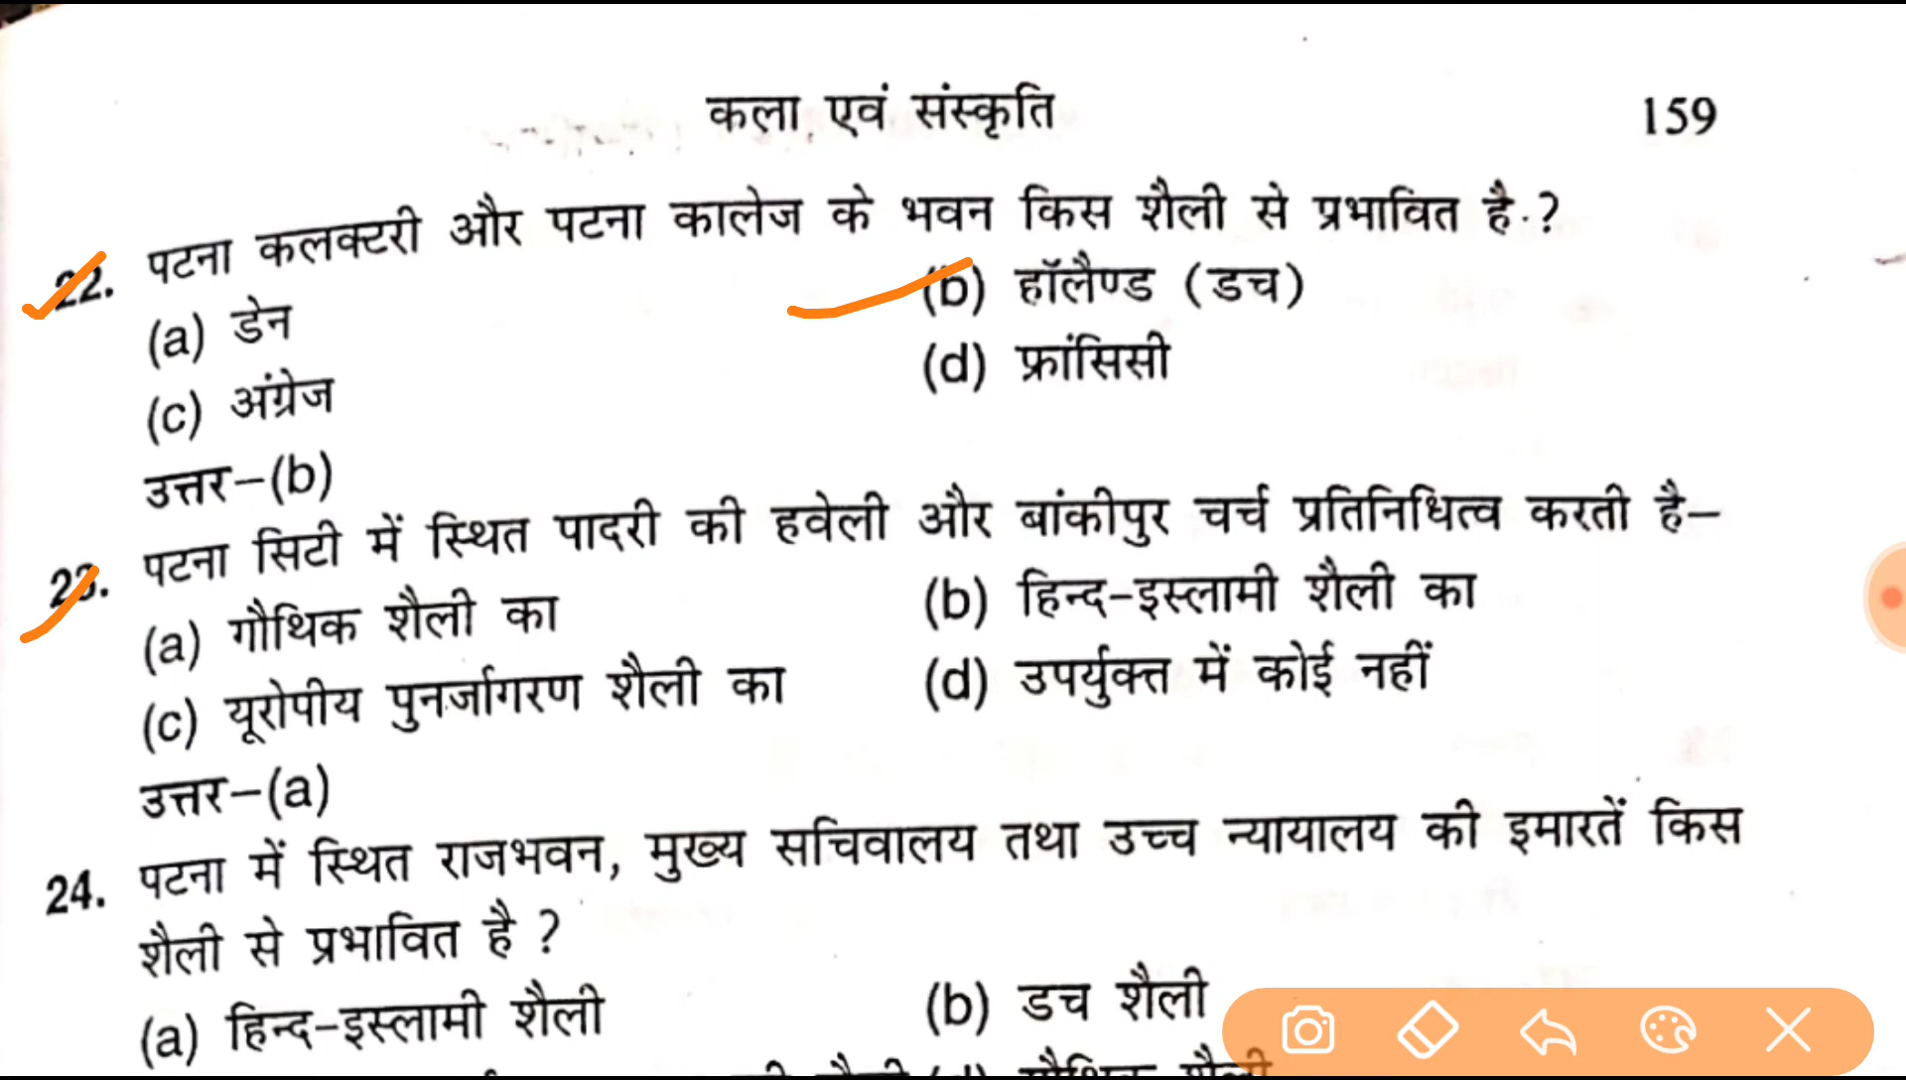 कला एवं संस्कृति
159
22. पटना कलक्टरी और पटना कालेज के भवन किस शैली से प्रभावित है.?
(a) डेन (b) हॉलैण्ड (डच)
(c) अंग्रेज (d) फ्रांसिसी
उत्तर–(b)
23. पटना सिटी में स्थित पादरी की हवेली और बांकीपुर चर्च प्रतिनिधित्व करती है–
(a) गौथिक शैली का (b) हिन्द-इस्लामी शैली का
(c) यूरोपीय पुनर्जागरण शैली का (d) उपर्युक्त में कोई नहीं
उत्तर–(a)
24. पटना में स्थित राजभवन, मुख्य सचिवालय तथा उच्च न्यायालय की इमारतें किस
शैली से प्रभावित है ?
(a) हिन्द-इस्लामी शैली (b) डच शैली